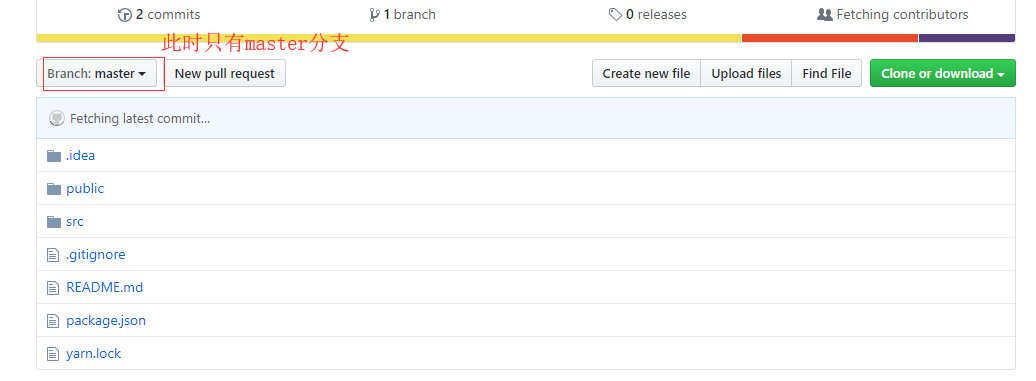 2 commits 1 branch 0 releases Fetching contributors
此时只有master分支
Branch: master New pull request Create new file Upload files Find File Clone or download
Fetching latest commit...
.idea
public
src
.gitignore
README.md
package.json
yarn.lock